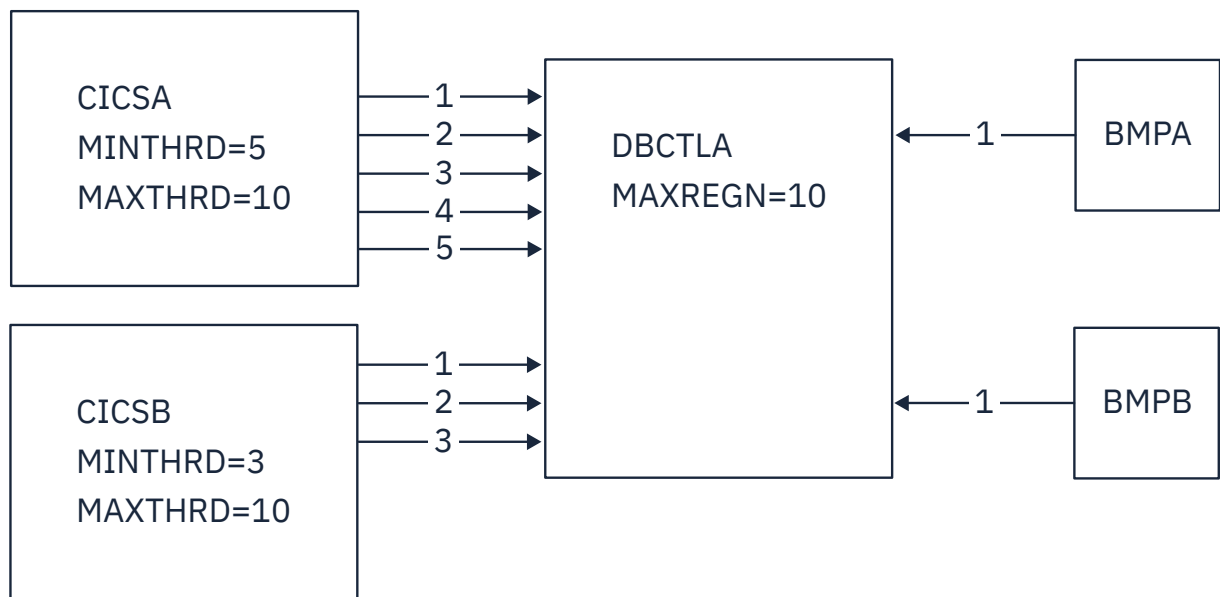 CICSA
MINTHRD=5
MAXTHRD=10
1
2
3
4
5
DBCTLA
MAXREGN=10
1
BMPA
CICSB
MINTHRD=3
MAXTHRD=10
1
2
3
1
BMPB